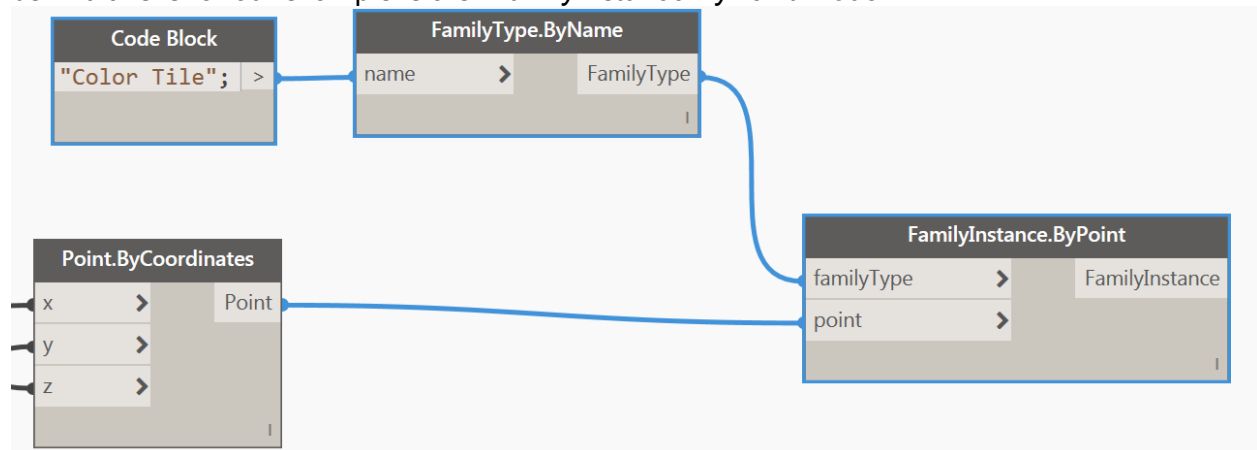 Code Block
"Color Tile"; >
FamilyType.ByName
name > FamilyType
Point.ByCoordinates
x > Point
y >
z >
FamilyInstance.ByPoint
familyType > FamilyInstance
point >